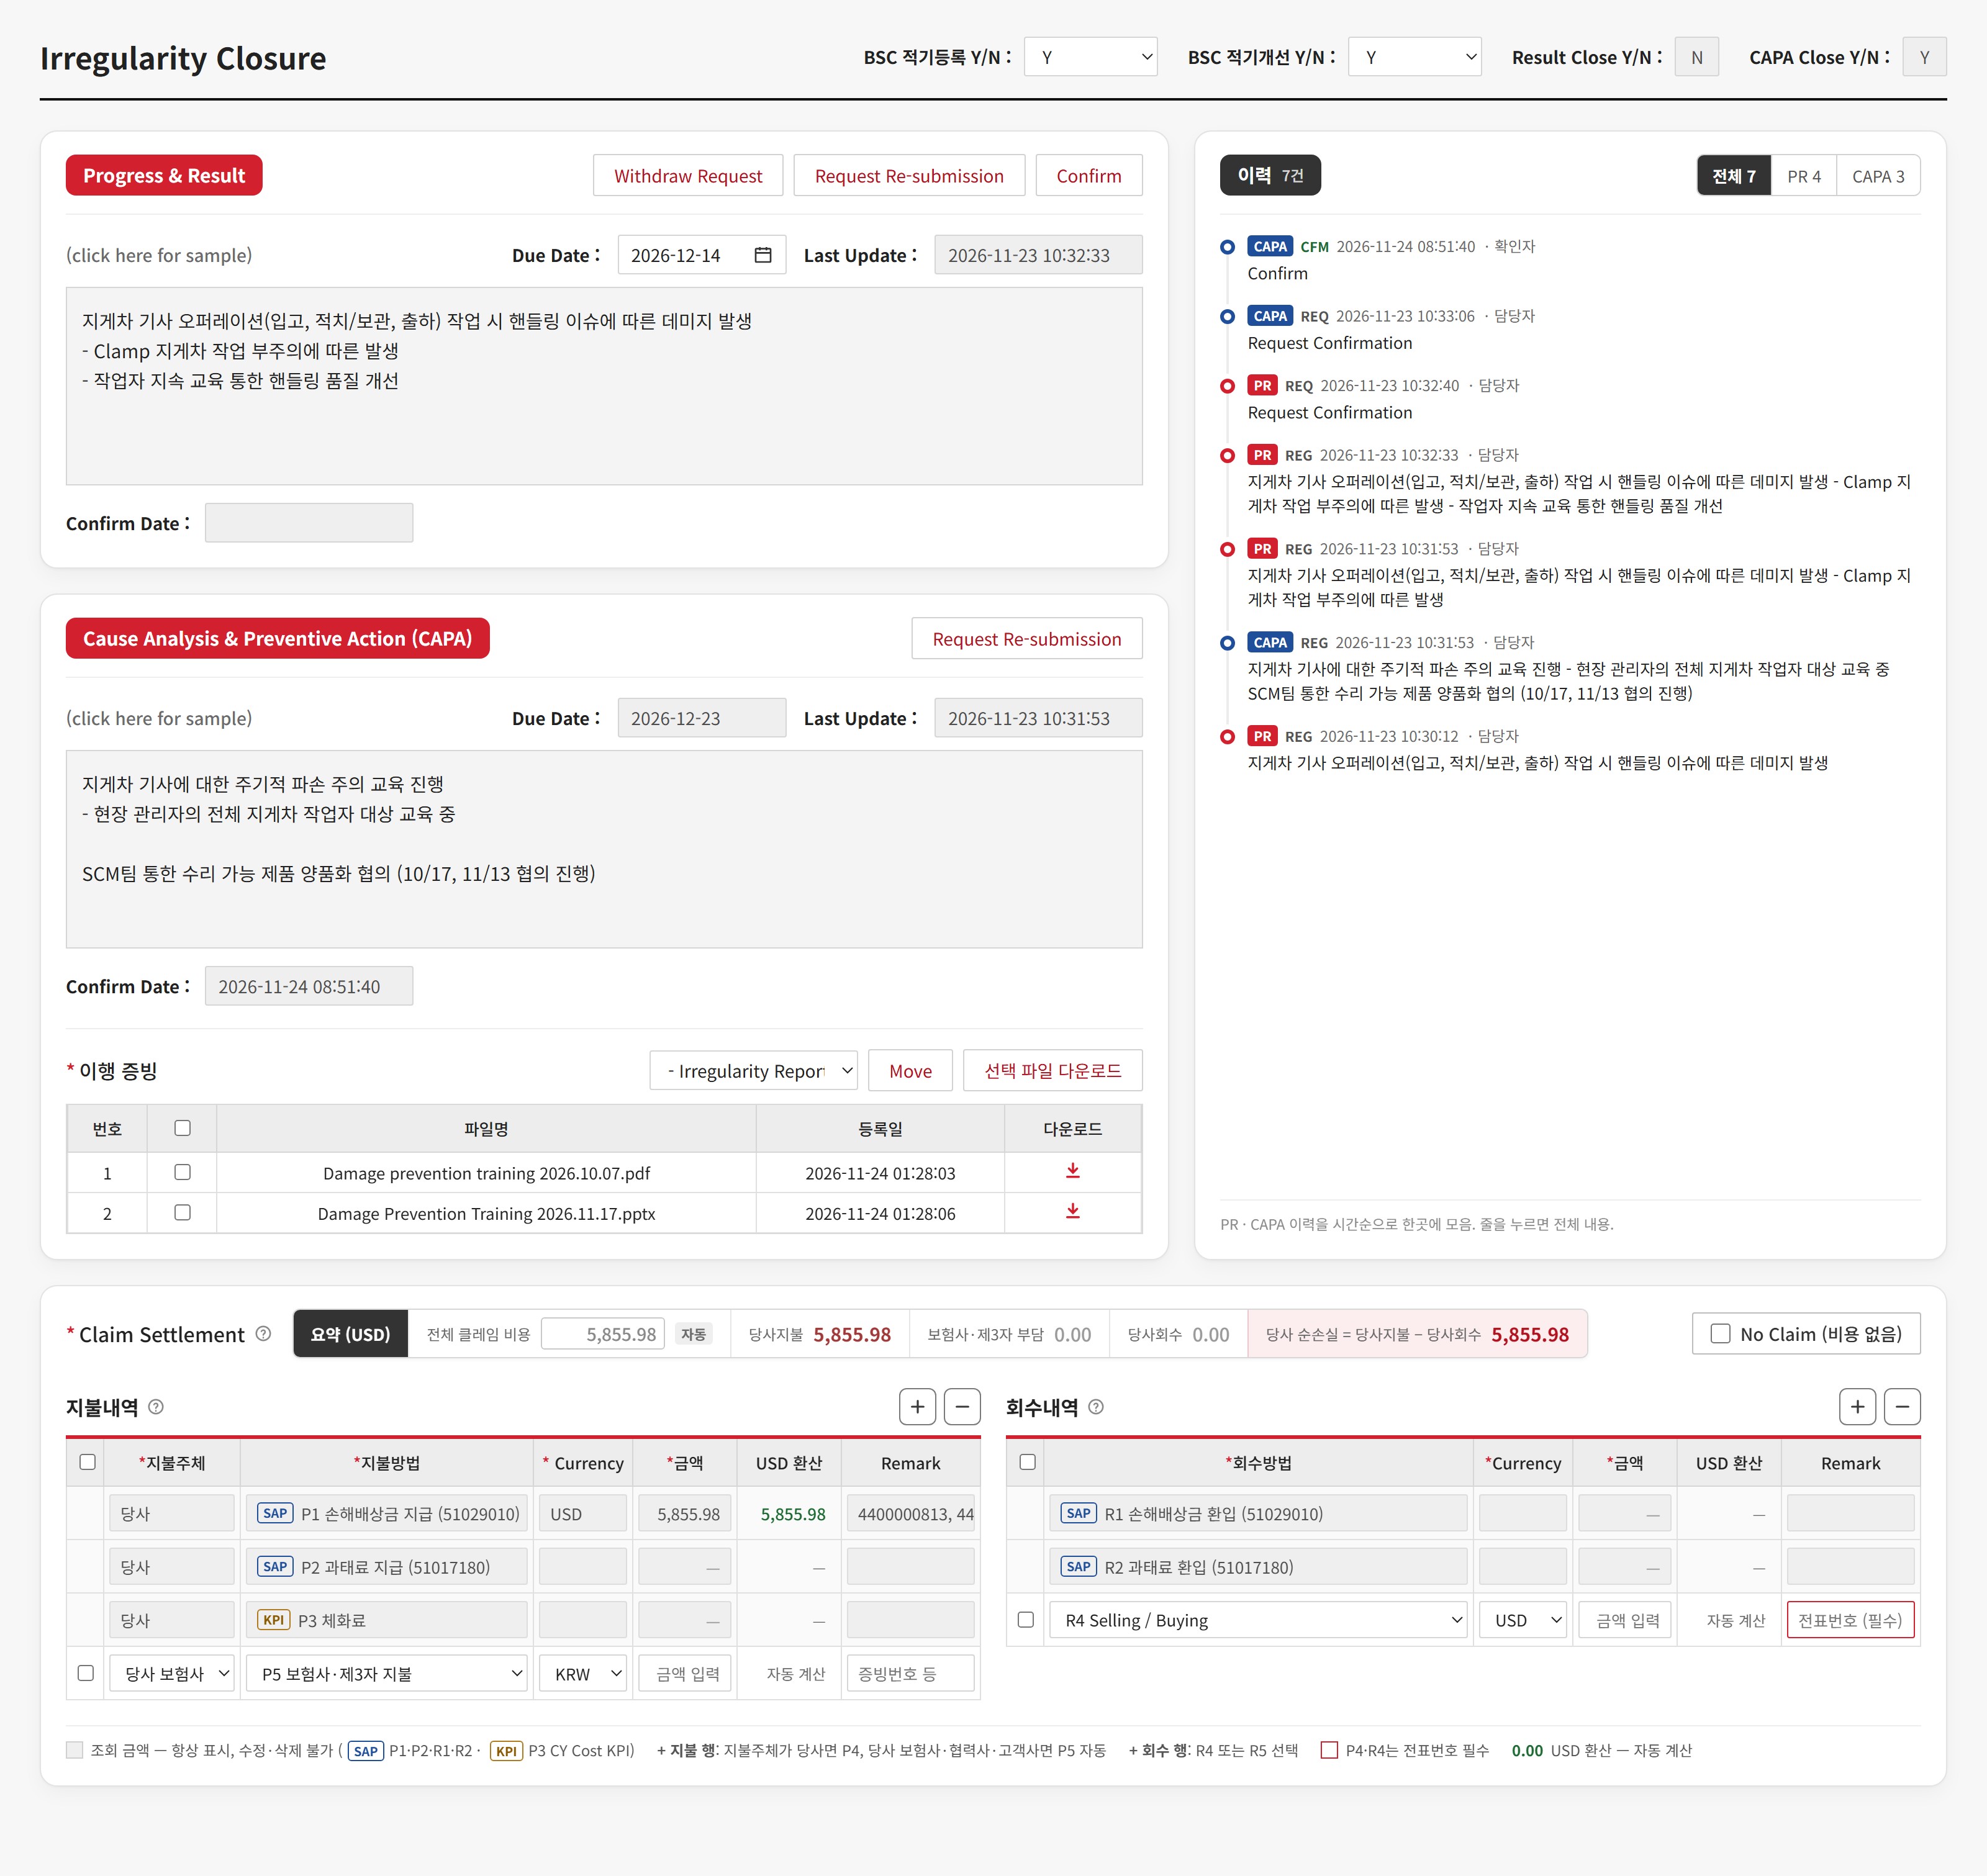 Irregularity Closure
BSC 적기등록 Y/N : Y
BSC 적기개선 Y/N : Y
Result Close Y/N : N
CAPA Close Y/N : Y
Progress & Result
Withdraw Request
Request Re-submission
Confirm
(click here for sample)
Due Date : 2026-12-14
Last Update : 2026-11-23 10:32:33
지게차 기사 오퍼레이션(입고, 적치/보관, 출하) 작업 시 핸들링 이슈에 따른 데미지 발생
- Clamp 지게차 작업 부주의에 따른 발생
- 작업자 지속 교육 통한 핸들링 품질 개선
Confirm Date :
Cause Analysis & Preventive Action (CAPA)
Request Re-submission
(click here for sample)
Due Date : 2026-12-23
Last Update : 2026-11-23 10:31:53
지게차 기사에 대한 주기적 파손 주의 교육 진행
- 현장 관리자의 전체 지게차 작업자 대상 교육 중
SCM팀 통한 수리 가능 제품 양품화 협의 (10/17, 11/13 협의 진행)
Confirm Date : 2026-11-24 08:51:40
* 이행 증빙
- Irregularity Repor
Move
선택 파일 다운로드
번호 파일명 등록일 다운로드
1 Damage prevention training 2026.10.07.pdf 2026-11-24 01:28:03
2 Damage Prevention Training 2026.11.17.pptx 2026-11-24 01:28:06
이력 7건
전체 7 PR 4 CAPA 3
CAPA CFM 2026-11-24 08:51:40 · 확인자
Confirm
CAPA REQ 2026-11-23 10:33:06 · 담당자
Request Confirmation
PR REQ 2026-11-23 10:32:40 · 담당자
Request Confirmation
PR REG 2026-11-23 10:32:33 · 담당자
지게차 기사 오퍼레이션(입고, 적치/보관, 출하) 작업 시 핸들링 이슈에 따른 데미지 발생 - Clamp 지
게차 작업 부주의에 따른 발생 - 작업자 지속 교육 통한 핸들링 품질 개선
PR REG 2026-11-23 10:31:53 · 담당자
지게차 기사 오퍼레이션(입고, 적치/보관, 출하) 작업 시 핸들링 이슈에 따른 데미지 발생 - Clamp 지
게차 작업 부주의에 따른 발생
CAPA REG 2026-11-23 10:31:53 · 담당자
지게차 기사에 대한 주기적 파손 주의 교육 진행 - 현장 관리자의 전체 지게차 작업자 대상 교육 중
SCM팀 통한 수리 가능 제품 양품화 협의 (10/17, 11/13 협의 진행)
PR REG 2026-11-23 10:30:12 · 담당자
지게차 기사 오퍼레이션(입고, 적치/보관, 출하) 작업 시 핸들링 이슈에 따른 데미지 발생
PR · CAPA 이력을 시간순으로 한곳에 모음. 줄을 누르면 전체 내용.
* Claim Settlement ?
요약 (USD) 전체 클레임 비용 5,855.98 자동 당사지불 5,855.98 보험사·제3자 부담 0.00 당사회수 0.00 당사 순손실 = 당사지불 − 당사회수 5,855.98
No Claim (비용 없음)
지불내역 ? + −
*지불주체 *지불방법 * Currency *금액 USD 환산 Remark
당사 SAP P1 손해배상금 지급 (51029010) USD 5,855.98 5,855.98 4400000813, 44
당사 SAP P2 과태료 지급 (51017180) — —
당사 KPI P3 체화료 — —
당사 보험사 P5 보험사·제3자 지불 KRW 금액 입력 자동 계산 증빙번호 등
회수내역 ? + −
*회수방법 *Currency *금액 USD 환산 Remark
SAP R1 손해배상금 환입 (51029010) — —
SAP R2 과태료 환입 (51017180) — —
R4 Selling / Buying USD 금액 입력 자동 계산 전표번호 (필수)
조회 금액 — 항상 표시, 수정·삭제 불가 ( SAP P1·P2·R1·R2 · KPI P3 CY Cost KPI) + 지불 행: 지불주체가 당사면 P4, 당사 보험사·협력사·고객사면 P5 자동 + 회수 행: R4 또는 R5 선택 P4·R4는 전표번호 필수 0.00 USD 환산 — 자동 계산